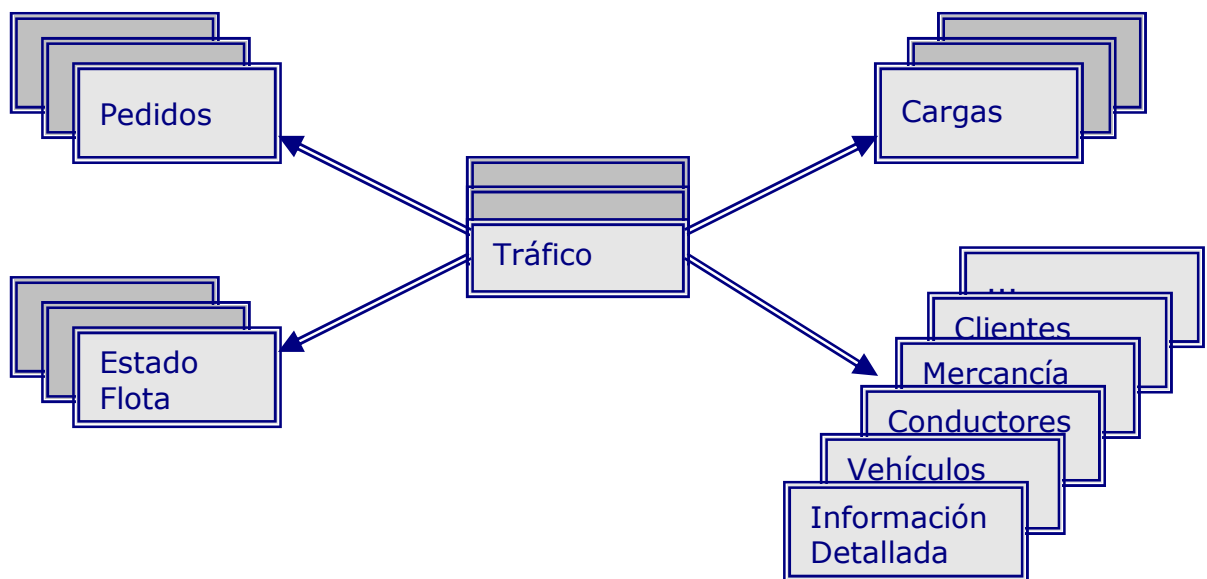 Pedidos
Cargas
Tráfico
Estado
Flota
...
Clientes
Mercancía
Conductores
Vehículos
Información
Detallada